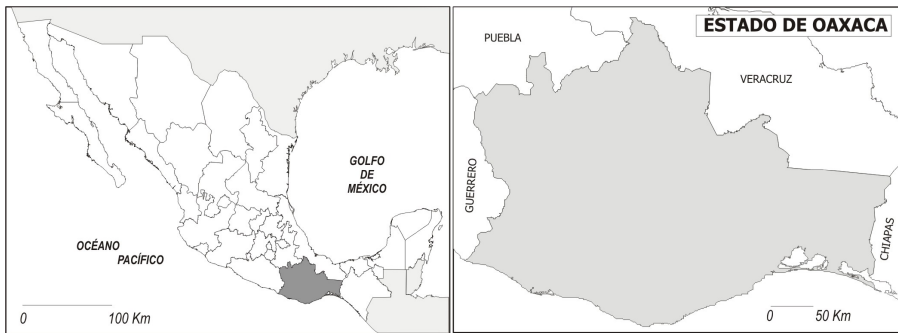 GOLFO
DE
MÉXICO
OCÉANO
PACÍFICO
0 100 Km
ESTADO DE OAXACA
PUEBLA
VERACRUZ
GUERRERO
CHIAPAS
0 50 Km